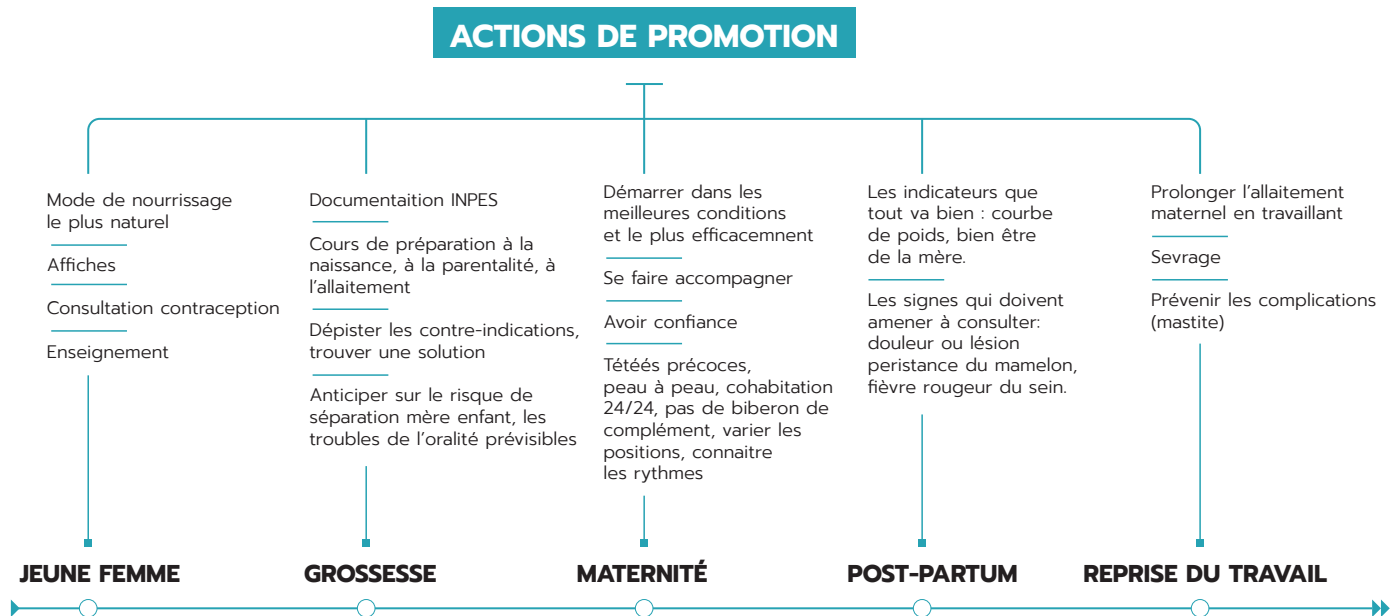 ACTIONS DE PROMOTION
Mode de nourrissage
le plus naturel
Affiches
Consultation contraception
Enseignement
JEUNE FEMME
Documentaition INPES
Cours de préparation à la
naissance, à la parentalité, à
l’allaitement
Dépister les contre-indications,
trouver une solution
Anticiper sur le risque de
séparation mère enfant, les
troubles de l’oralité prévisibles
GROSSESSE
Démarrer dans les
meilleures conditions
et le plus efficacemnent
Se faire accompagner
Avoir confiance
Tétéés précoces,
peau à peau, cohabitation
24/24, pas de biberon de
complément, varier les
positions, connaitre
les rythmes
MATERNITÉ
Les indicateurs que
tout va bien : courbe
de poids, bien être
de la mère.
Les signes qui doivent
amener à consulter:
douleur ou lésion
peristance du mamelon,
fièvre rougeur du sein.
POST-PARTUM
Prolonger l’allaitement
maternel en travaillant
Sevrage
Prévenir les complications
(mastite)
REPRISE DU TRAVAIL